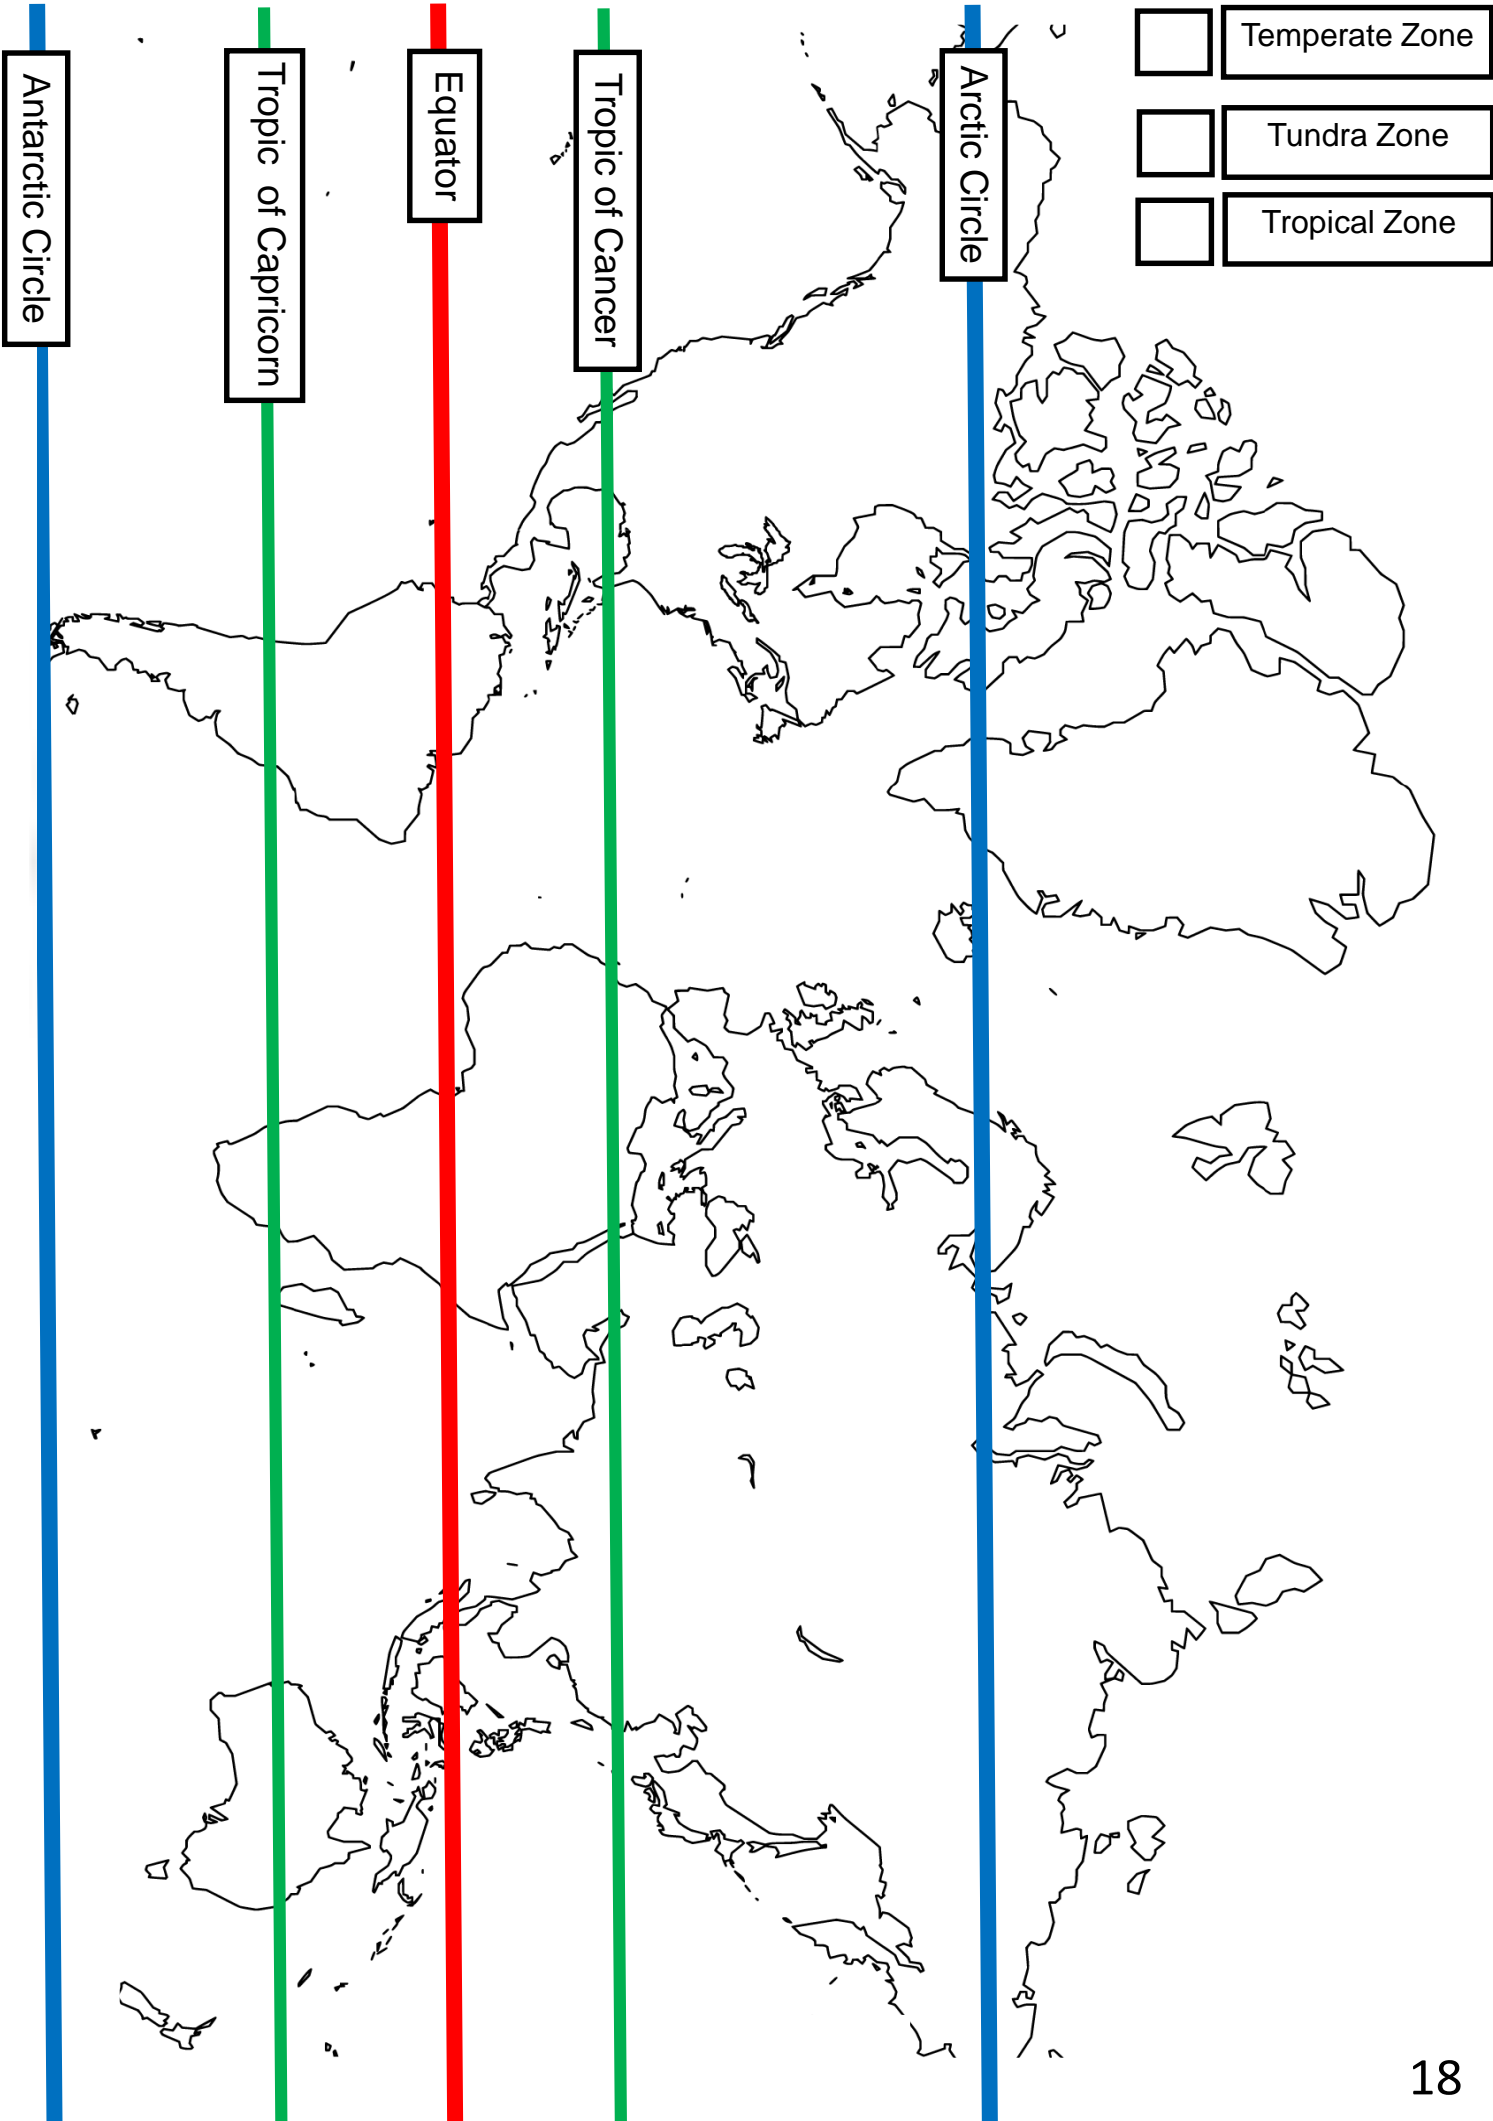 Temperate Zone
Tundra Zone
Tropical Zone
Arctic Circle
Tropic of Cancer
Equator
Tropic of Capricorn
Antarctic Circle
18